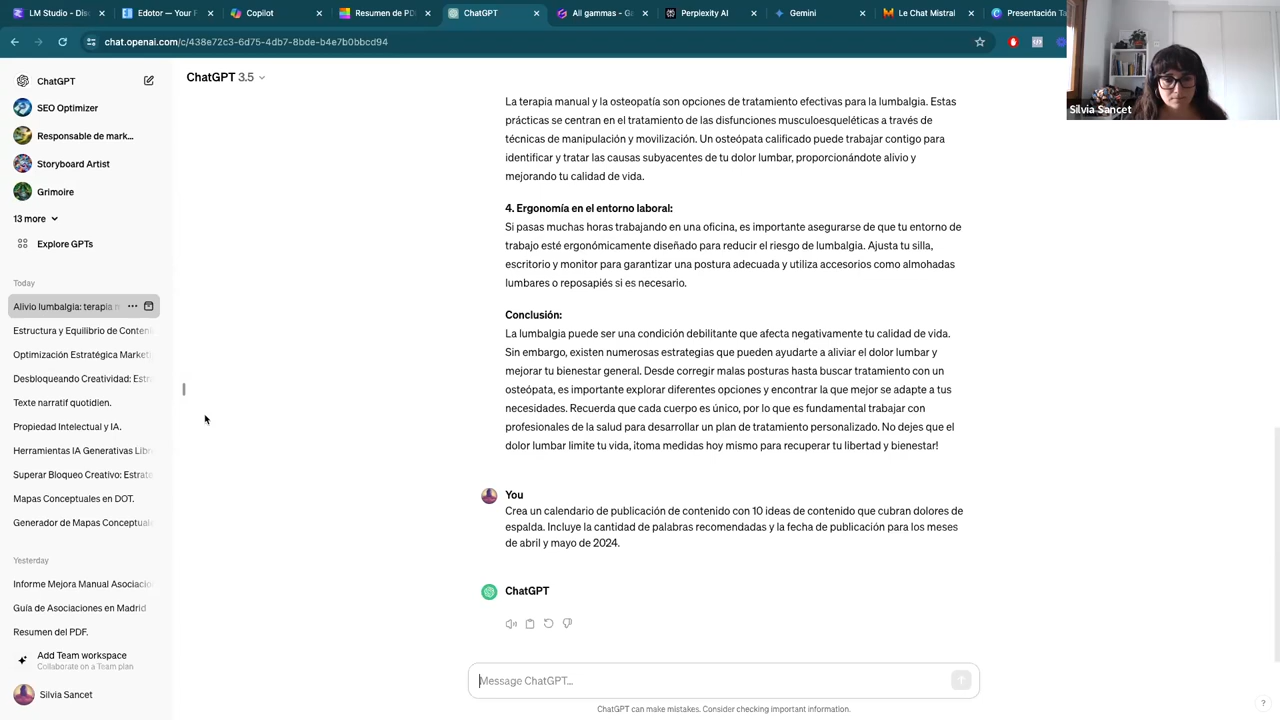 LM Studio - Disc
Edotor — Your F
Copilot
Resumen de PD
ChatGPT
All gammas - Ga
Perplexity AI
Gemini
Le Chat Mistral
Presentación Ta
chat.openai.com/c/438e72c3-6d75-4db7-8bde-b4e7b0bbcd94
Silvia Sancet
ChatGPT
SEO Optimizer
Responsable de mark...
Storyboard Artist
Grimoire
13 more
Explore GPTs
Today
Alivio lumbalgia: terapia
Estructura y Equilibrio de Conteni
Optimización Estratégica Marketi
Desbloqueando Creatividad: Estr
Texte narratif quotidien.
Propiedad Intelectual y IA.
Herramientas IA Generativas Libr
Superar Bloqueo Creativo: Estrate
Mapas Conceptuales en DOT.
Generador de Mapas Conceptual
Yesterday
Informe Mejora Manual Asociacio
Guía de Asociaciones en Madrid
Resumen del PDF.
Add Team workspace
Collaborate on a Team plan
Silvia Sancet
ChatGPT 3.5
La terapia manual y la osteopatía son opciones de tratamiento efectivas para la lumbalgia. Estas
prácticas se centran en el tratamiento de las disfunciones musculoesqueléticas a través de
técnicas de manipulación y movilización. Un osteópata calificado puede trabajar contigo para
identificar y tratar las causas subyacentes de tu dolor lumbar, proporcionándote alivio y
mejorando tu calidad de vida.
4. Ergonomía en el entorno laboral:
Si pasas muchas horas trabajando en una oficina, es importante asegurarse de que tu entorno de
trabajo esté ergonómicamente diseñado para reducir el riesgo de lumbalgia. Ajusta tu silla,
escritorio y monitor para garantizar una postura adecuada y utiliza accesorios como almohadas
lumbares o reposapiés si es necesario.
Conclusión:
La lumbalgia puede ser una condición debilitante que afecta negativamente tu calidad de vida.
Sin embargo, existen numerosas estrategias que pueden ayudarte a aliviar el dolor lumbar y
mejorar tu bienestar general. Desde corregir malas posturas hasta buscar tratamiento con un
osteópata, es importante explorar diferentes opciones y encontrar la que mejor se adapte a tus
necesidades. Recuerda que cada cuerpo es único, por lo que es fundamental trabajar con
profesionales de la salud para desarrollar un plan de tratamiento personalizado. No dejes que el
dolor lumbar limite tu vida, ¡toma medidas hoy mismo para recuperar tu libertad y bienestar!
You
Crea un calendario de publicación de contenido con 10 ideas de contenido que cubran dolores de
espalda. Incluye la cantidad de palabras recomendadas y la fecha de publicación para los meses
de abril y mayo de 2024.
ChatGPT
Message ChatGPT...
ChatGPT can make mistakes. Consider checking important information.
?